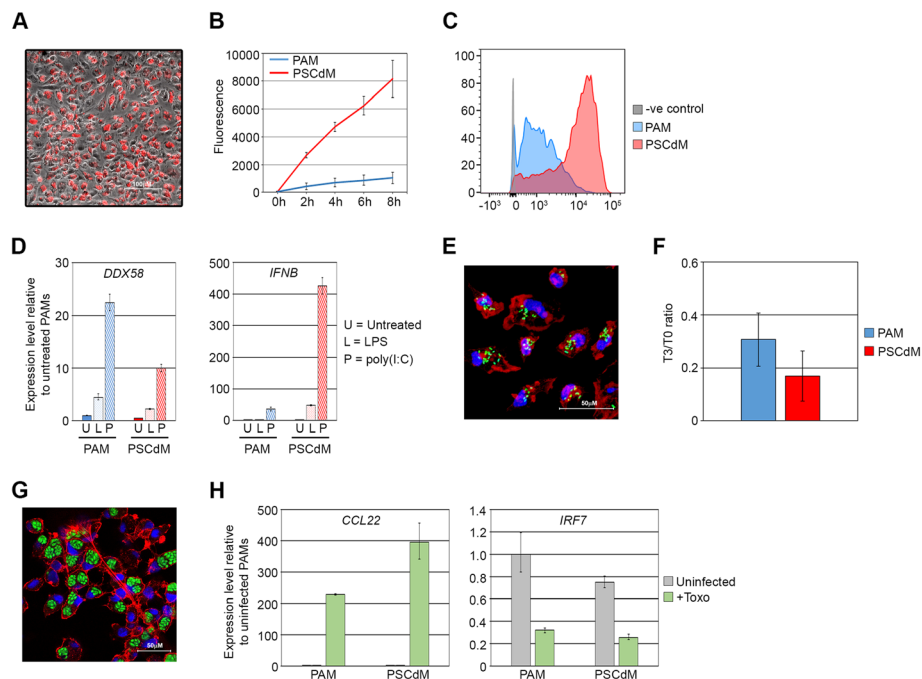 A
100µM
B
Fluorescence
10000
8000
6000
4000
2000
0
PAM
PSCdM
0h 2h 4h 6h 8h
C
100
80
60
40
20
0
-10³ 0 10³ 10⁴ 10⁵
-ve control
PAM
PSCdM
D
Expression level relative
to untreated PAMs
DDX58
30
20
10
0
U L P U L P
PAM PSCdM
IFNB
500
400
300
200
100
0
U L P U L P
PAM PSCdM
U = Untreated
L = LPS
P = poly(I:C)
E
50µM
F
T3/T0 ratio
0.6
0.4
0.2
0
PAM
PSCdM
G
50µM
H
Expression level relative
to uninfected PAMs
CCL22
500
400
300
200
100
0
PAM PSCdM
IRF7
1.4
1.2
1.0
0.8
0.6
0.4
0.2
0
PAM PSCdM
Uninfected
+Toxo